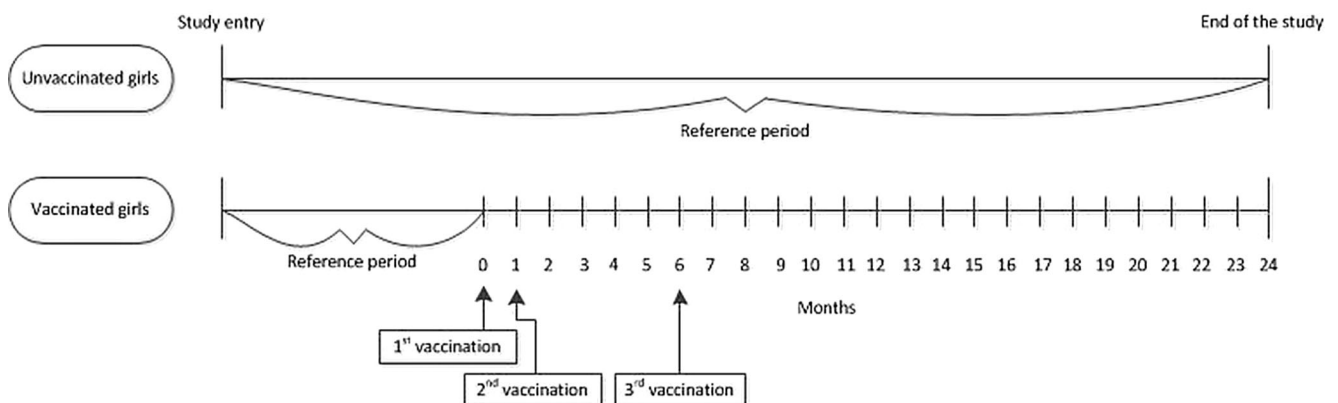 Study entry
End of the study
Unvaccinated girls
Reference period
Vaccinated girls
Reference period
0 1 2 3 4 5 6 7 8 9 10 11 12 13 14 15 16 17 18 19 20 21 22 23 24
Months
1st vaccination
2nd vaccination
3rd vaccination